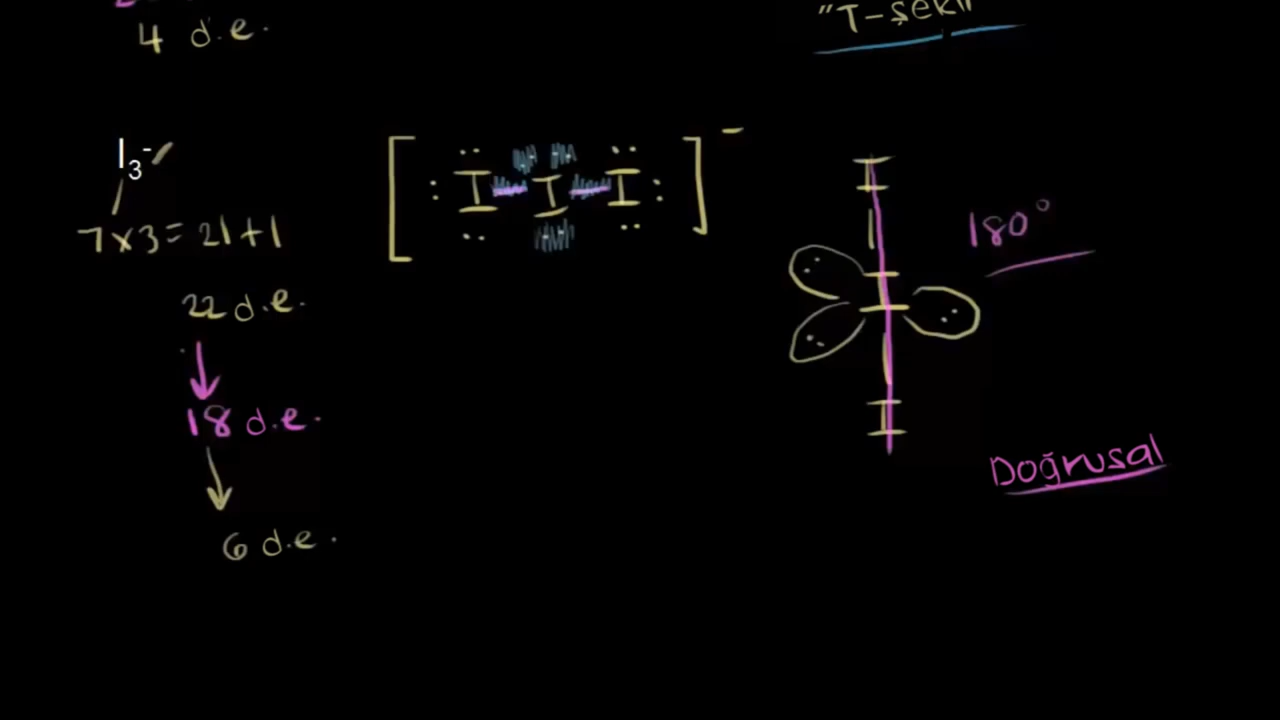 4 d.e.
"T-şekli
I₃⁻
7x3=21+1
22 d.e.
18 d.e.
6 d.e.
[ :I-I-I: ]⁻
I
I
I
180°
Doğrusal